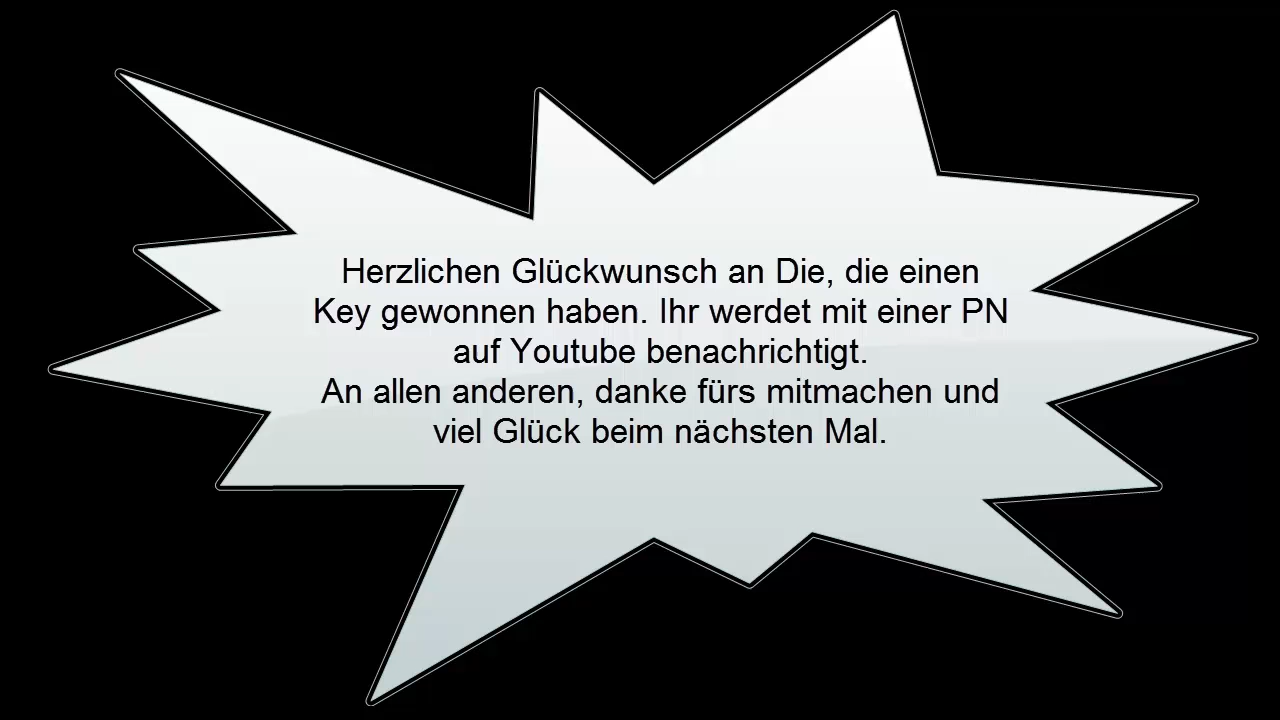 Herzlichen Glückwunsch an Die, die einen
Key gewonnen haben. Ihr werdet mit einer PN
auf Youtube benachrichtigt.
An allen anderen, danke fürs mitmachen und
viel Glück beim nächsten Mal.